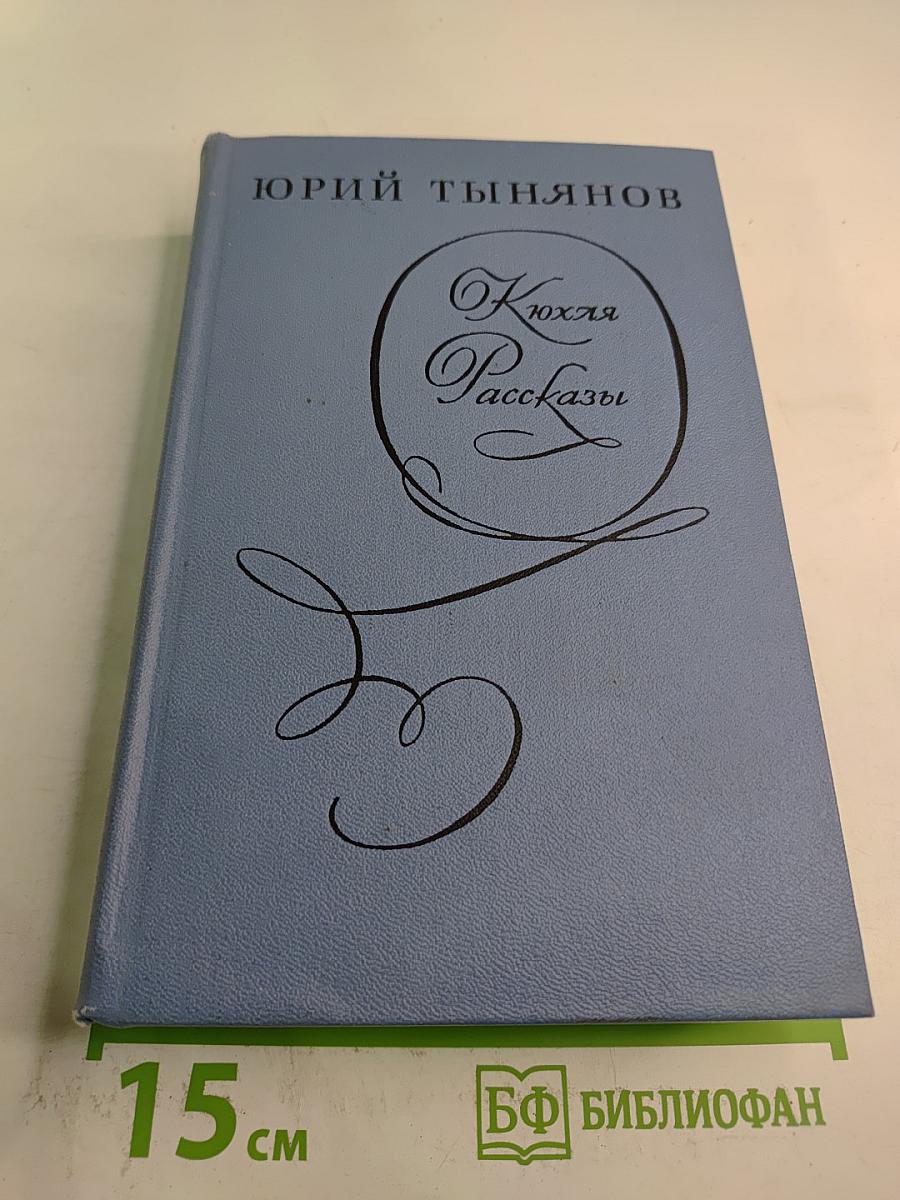 ЮРИЙ ТЫНЯНОВ
Кюхля
Рассказы
15 см
БФ БИБЛИОФАН